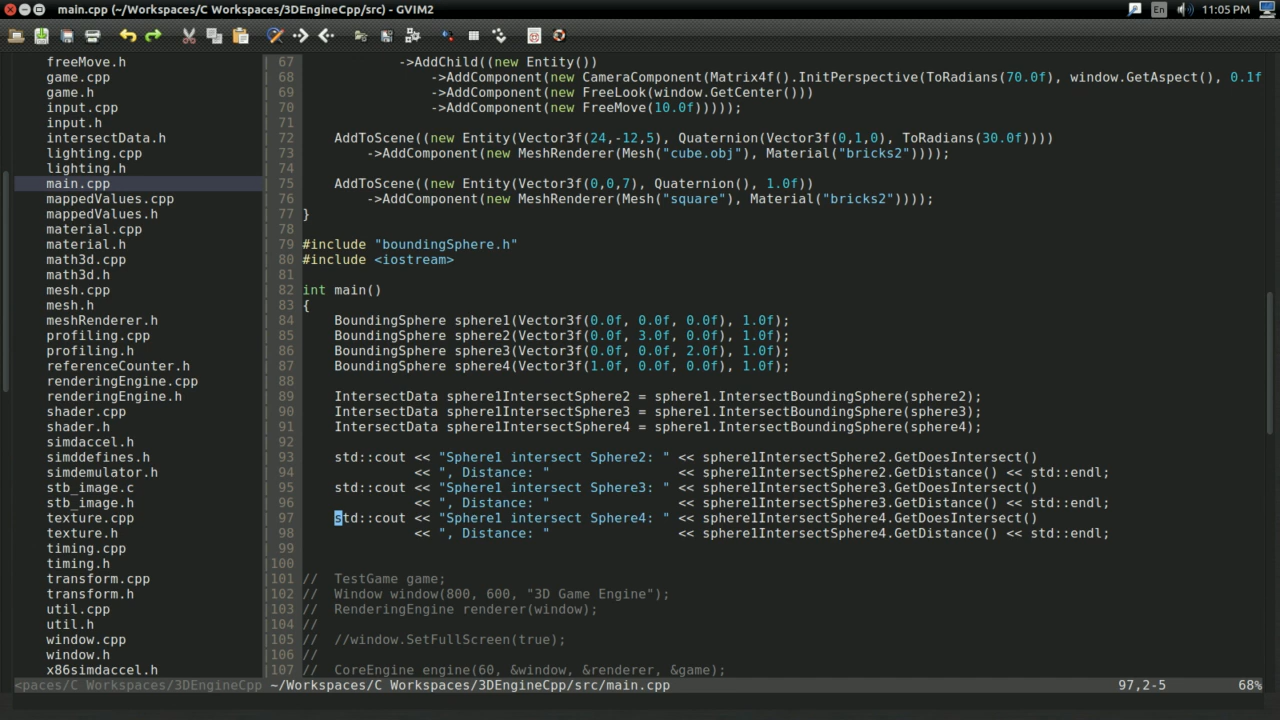 main.cpp (~/Workspaces/C Workspaces/3DEngineCpp/src) - GVIM2
En
11:05 PM
freeMove.h
game.cpp
game.h
input.cpp
input.h
intersectData.h
lighting.cpp
lighting.h
main.cpp
mappedValues.cpp
mappedValues.h
material.cpp
material.h
math3d.cpp
math3d.h
mesh.cpp
mesh.h
meshRenderer.h
profiling.cpp
profiling.h
referenceCounter.h
renderingEngine.cpp
renderingEngine.h
shader.cpp
shader.h
simdaccel.h
simddefines.h
simdemulator.h
stb_image.c
stb_image.h
texture.cpp
texture.h
timing.cpp
timing.h
transform.cpp
transform.h
util.cpp
util.h
window.cpp
window.h
x86simdaccel.h
67             ->AddChild((new Entity())
68                 ->AddComponent(new CameraComponent(Matrix4f().InitPerspective(ToRadians(70.0f), window.GetAspect(), 0.1f
69                 ->AddComponent(new FreeLook(window.GetCenter()))
70                 ->AddComponent(new FreeMove(10.0f)))));
71
72     AddToScene((new Entity(Vector3f(24,-12,5), Quaternion(Vector3f(0,1,0), ToRadians(30.0f))))
73         ->AddComponent(new MeshRenderer(Mesh("cube.obj"), Material("bricks2"))));
74
75     AddToScene((new Entity(Vector3f(0,0,7), Quaternion(), 1.0f))
76         ->AddComponent(new MeshRenderer(Mesh("square"), Material("bricks2"))));
77 }
78
79 #include "boundingSphere.h"
80 #include <iostream>
81
82 int main()
83 {
84     BoundingSphere sphere1(Vector3f(0.0f, 0.0f, 0.0f), 1.0f);
85     BoundingSphere sphere2(Vector3f(0.0f, 3.0f, 0.0f), 1.0f);
86     BoundingSphere sphere3(Vector3f(0.0f, 0.0f, 2.0f), 1.0f);
87     BoundingSphere sphere4(Vector3f(1.0f, 0.0f, 0.0f), 1.0f);
88
89     IntersectData sphere1IntersectSphere2 = sphere1.IntersectBoundingSphere(sphere2);
90     IntersectData sphere1IntersectSphere3 = sphere1.IntersectBoundingSphere(sphere3);
91     IntersectData sphere1IntersectSphere4 = sphere1.IntersectBoundingSphere(sphere4);
92
93     std::cout << "Sphere1 intersect Sphere2: " << sphere1IntersectSphere2.GetDoesIntersect()
94               << ", Distance: "                << sphere1IntersectSphere2.GetDistance() << std::endl;
95     std::cout << "Sphere1 intersect Sphere3: " << sphere1IntersectSphere3.GetDoesIntersect()
96               << ", Distance: "                << sphere1IntersectSphere3.GetDistance() << std::endl;
97     std::cout << "Sphere1 intersect Sphere4: " << sphere1IntersectSphere4.GetDoesIntersect()
98               << ", Distance: "                << sphere1IntersectSphere4.GetDistance() << std::endl;
99
100
101 //  TestGame game;
102 //  Window window(800, 600, "3D Game Engine");
103 //  RenderingEngine renderer(window);
104 //
105 //  //window.SetFullScreen(true);
106 //
107 //  CoreEngine engine(60, &window, &renderer, &game);
<paces/C Workspaces/3DEngineCpp ~/Workspaces/C Workspaces/3DEngineCpp/src/main.cpp 97,2-5 68%